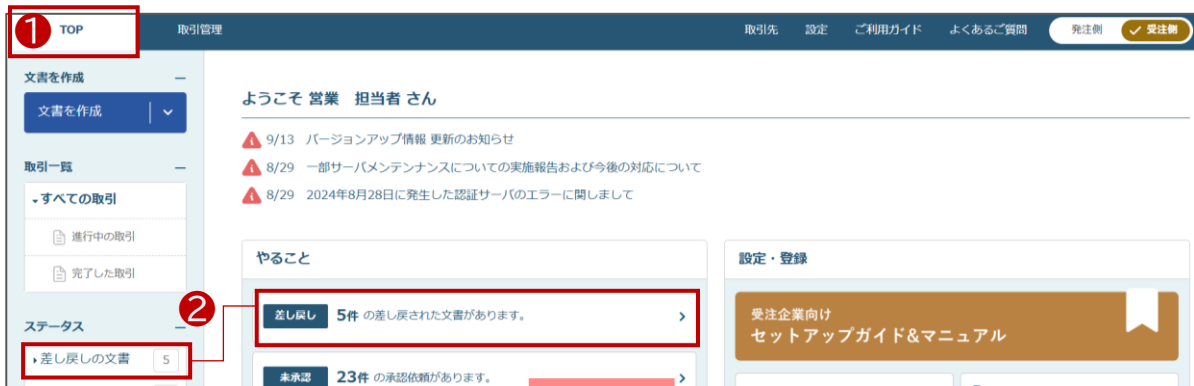 1 TOP 取引管理 取引先 設定 ご利用ガイド よくあるご質問 発注側 受注側
文書を作成
文書を作成
取引一覧
すべての取引
進行中の取引
完了した取引
ステータス
2
差し戻しの文書 5
ようこそ 営業 担当者 さん
9/13 バージョンアップ情報 更新のお知らせ
8/29 一部サーバメンテンナンスについての実施報告および今後の対応について
8/29 2024年8月28日に発生した認証サーバのエラーに関しまして
やること
差し戻し 5件 の差し戻された文書があります。
未承認 23件 の承認依頼があります。
設定・登録
受注企業向け
セットアップガイド&マニュアル